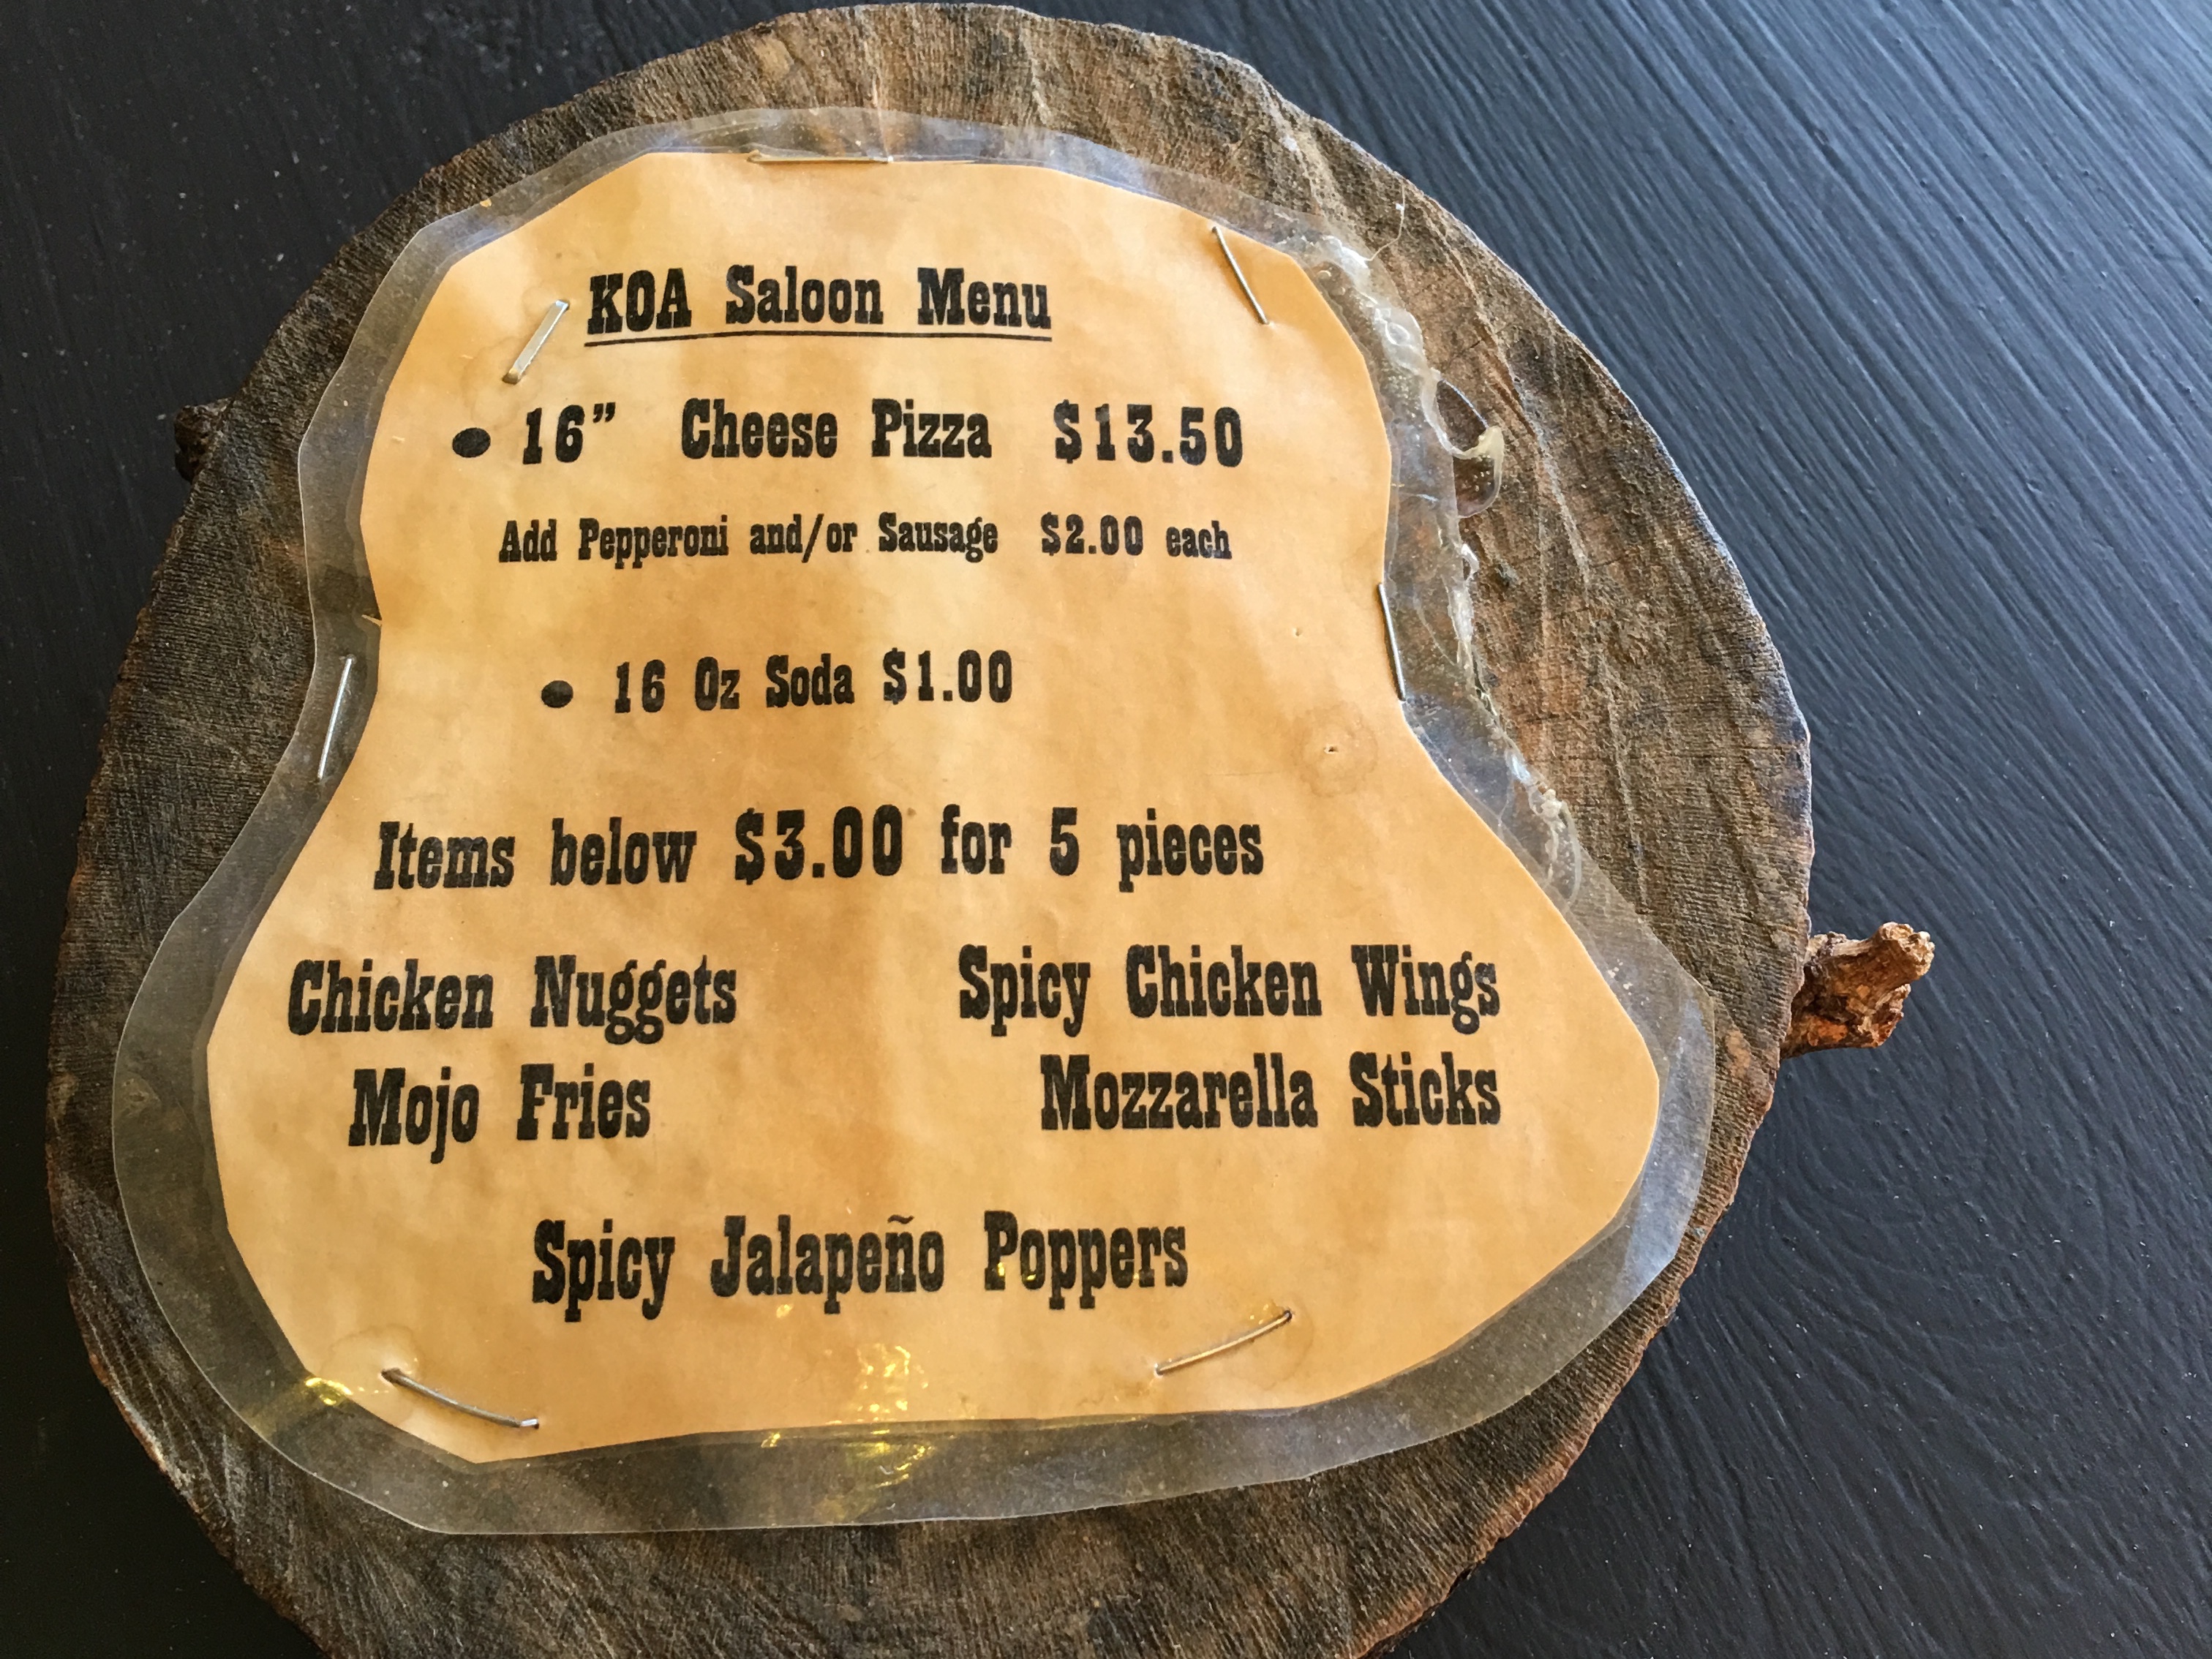 KOA Saloon Menu
• 16” Cheese Pizza $13.50
Add Pepperoni and/or Sausage $2.00 each
• 16 Oz Soda $1.00
Items below $3.00 for 5 pieces
Chicken Nuggets Spicy Chicken Wings
Mojo Fries Mozzarella Sticks
Spicy Jalapeño Poppers